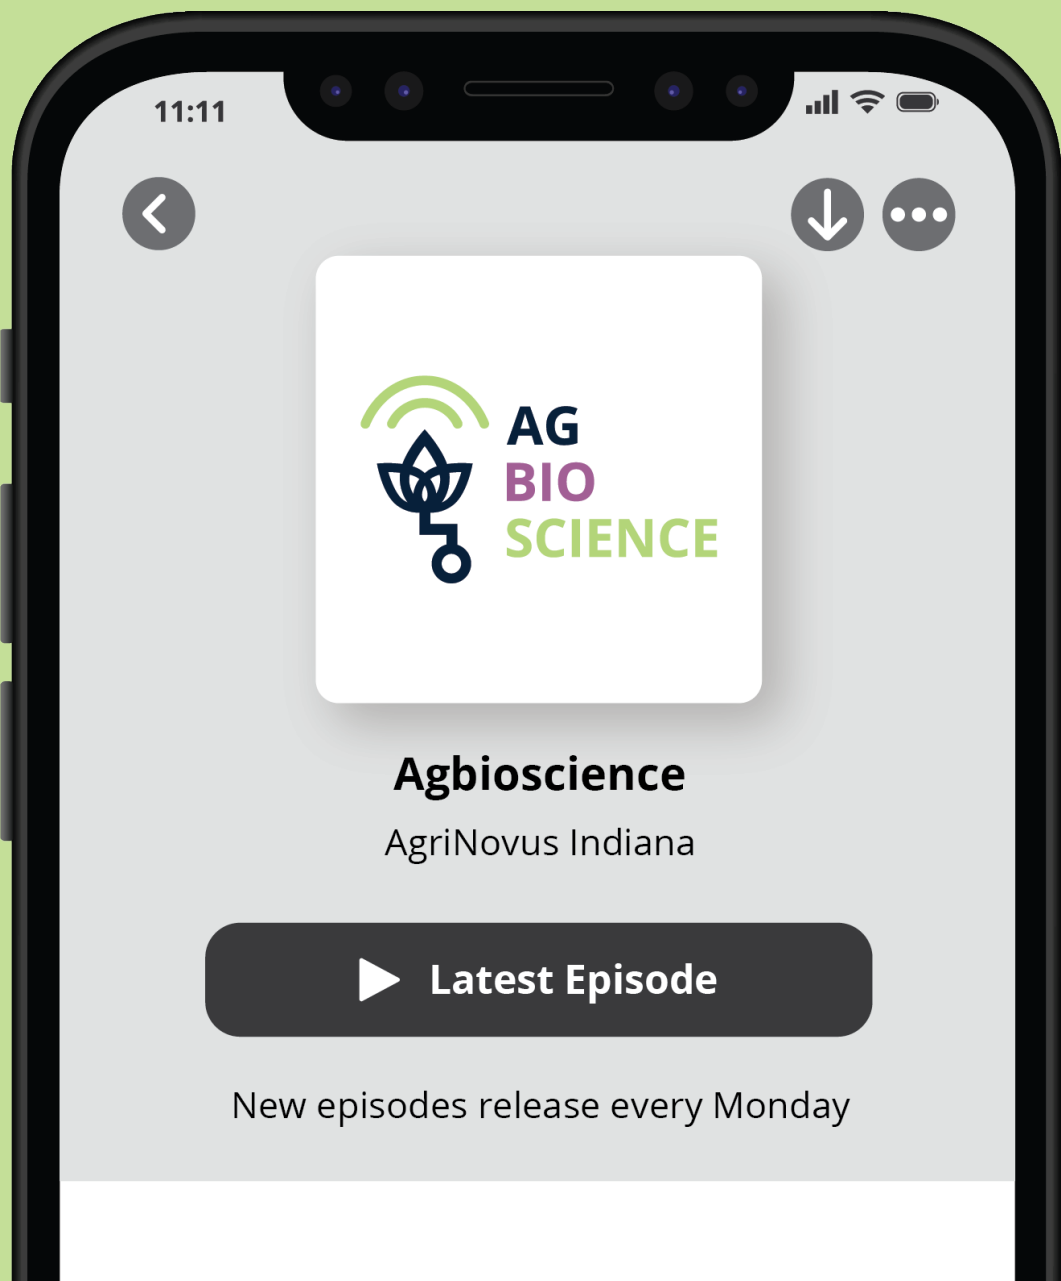 11:11
AG
BIO
SCIENCE
Agbioscience
AgriNovus Indiana
Latest Episode
New episodes release every Monday